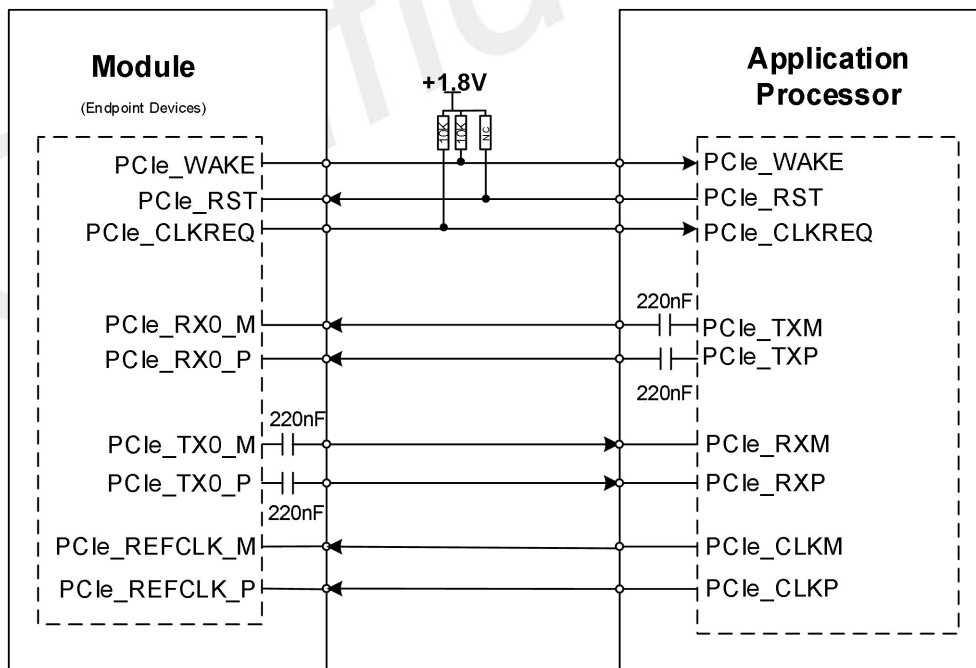 Module
(Endpoint Devices)
Application
Processor
+1.8V
10K
10K
NC
PCIe_WAKE
PCIe_WAKE
PCIe_RST
PCIe_RST
PCIe_CLKREQ
PCIe_CLKREQ
220nF
PCIe_RX0_M
PCIe_TXM
PCIe_RX0_P
PCIe_TXP
220nF
220nF
PCIe_TX0_M
PCIe_RXM
PCIe_TX0_P
PCIe_RXP
220nF
PCIe_REFCLK_M
PCIe_CLKM
PCIe_REFCLK_P
PCIe_CLKP